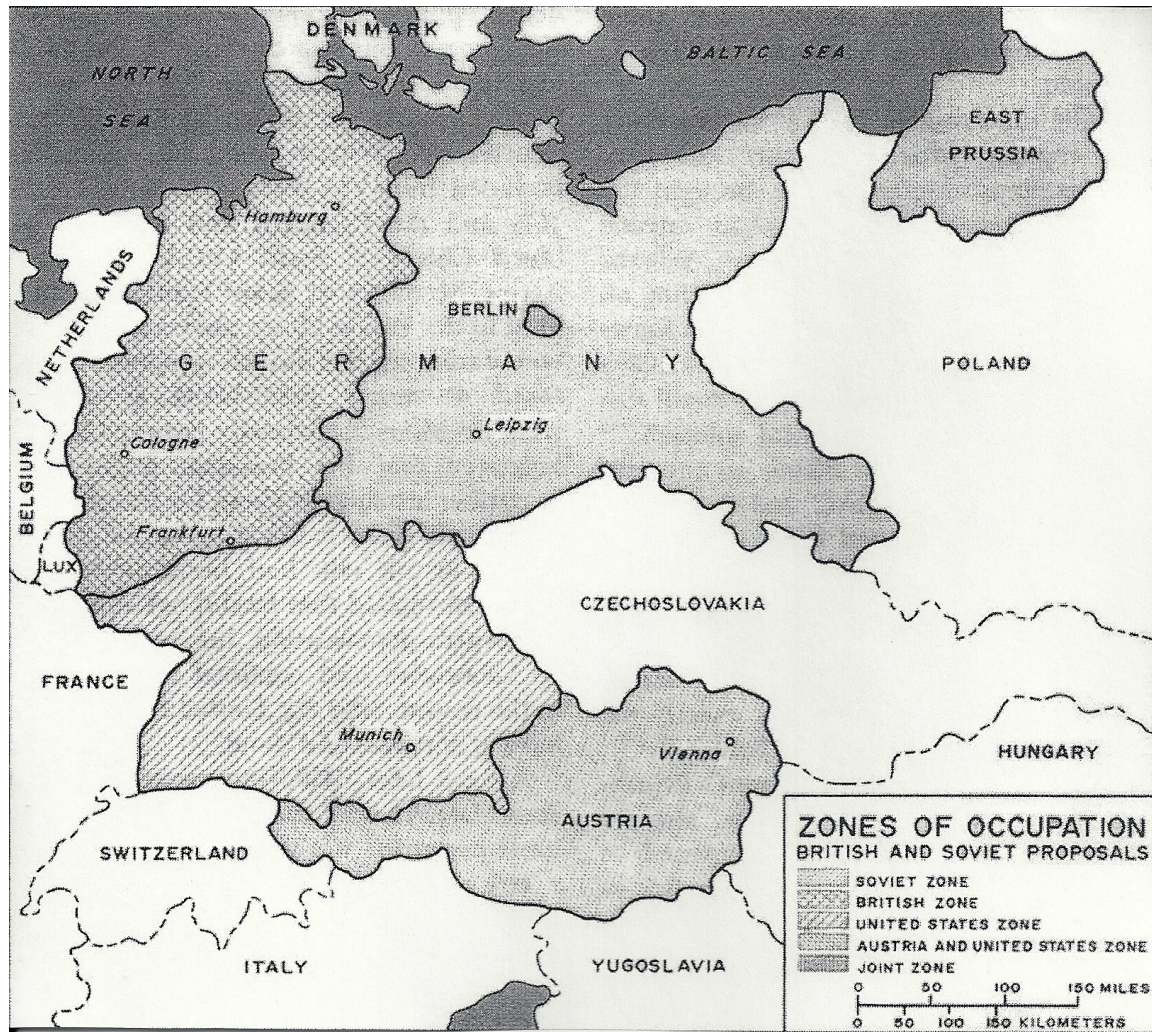 DENMARK
BALTIC SEA
NORTH
SEA
EAST
PRUSSIA
Hamburg
NETHERLANDS
BERLIN
GERMANY
POLAND
Leipzig
Cologne
BELGIUM
Frankfurt
LUX
CZECHOSLOVAKIA
FRANCE
Munich
Vienna
HUNGARY
AUSTRIA
SWITZERLAND
ITALY
YUGOSLAVIA
ZONES OF OCCUPATION
BRITISH AND SOVIET PROPOSALS
SOVIET ZONE
BRITISH ZONE
UNITED STATES ZONE
AUSTRIA AND UNITED STATES ZONE
JOINT ZONE
0 50 100 150 MILES
0 50 100 150 KILOMETERS